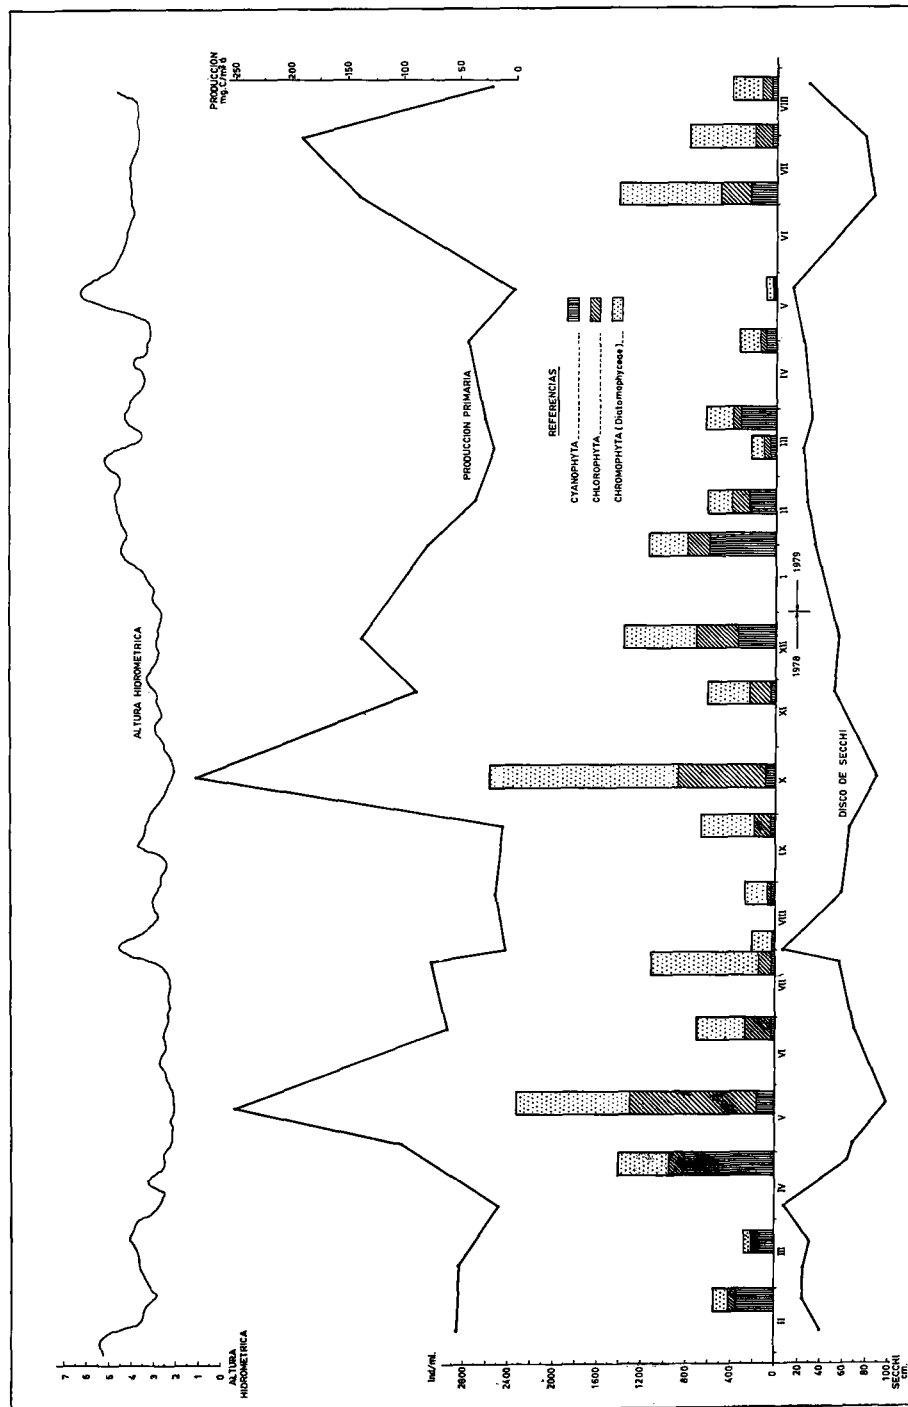 ALTURA HIDROMETRICA
7
6
5
4
3
2
1
0
ALTURA
HIDROMETRICA
PRODUCCION
250
200
150
100
50
0
PRODUCCION PRIMARIA
REFERENCIAS
CYANOPHYTA
CHLOROPHYTA
CHROMOPHYTA (Diatomophyceae)
Ind/ml.
2800
2400
2000
1600
1200
800
400
0
II
III
IV
V
VI
VII
VIII
IX
X
XI
XII
I
II
III
IV
V
VI
VII
VIII
1978
1979
DISCO DE SECCHI
20
40
60
80
100
SECCHI
cm.